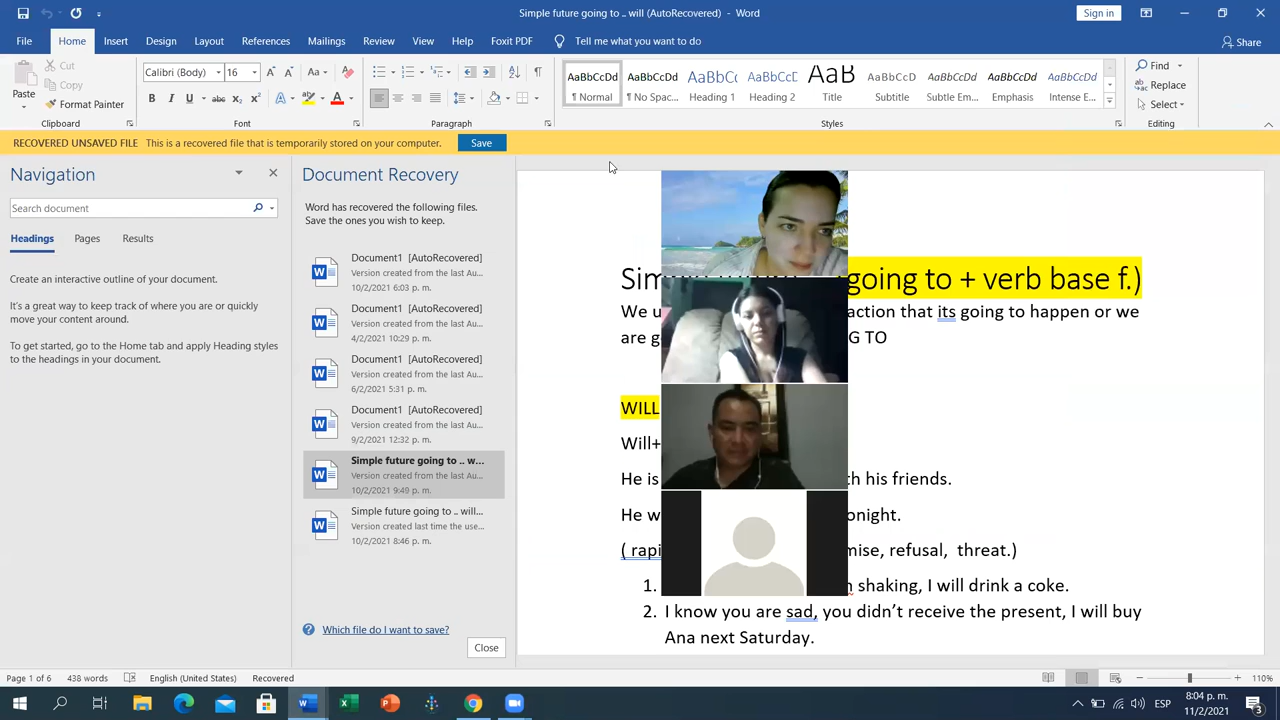 Simple future going to .. will (AutoRecovered) - Word
Sign in
File Home Insert Design Layout References Mailings Review View Help Foxit PDF Tell me what you want to do
Share
Cut
Copy
Format Painter
Paste
Calibri (Body) 16
AaBbCcDd AaBbCcDd AaBbC AaBbCcD AaB AaBbCcDd AaBbCcDd AaBbCcDd AaBbCcDd
¶ Normal ¶ No Spac... Heading 1 Heading 2 Title Subtitle Subtle Em... Emphasis Intense E...
Find
Replace
Select
Clipboard Font Paragraph Styles Editing
RECOVERED UNSAVED FILE This is a recovered file that is temporarily stored on your computer. Save
Navigation
Search document
Headings Pages Results
Create an interactive outline of your document.
It's a great way to keep track of where you are or quickly
move your content around.
To get started, go to the Home tab and apply Heading styles
to the headings in your document.
Document Recovery
Word has recovered the following files.
Save the ones you wish to keep.
Document1 [AutoRecovered]
Version created from the last Au...
10/2/2021 6:03 p. m.
Document1 [AutoRecovered]
Version created from the last Au...
4/2/2021 10:29 p. m.
Document1 [AutoRecovered]
Version created from the last Au...
6/2/2021 5:31 p. m.
Document1 [AutoRecovered]
Version created from the last Au...
9/2/2021 12:32 p. m.
Simple future going to .. w...
Version created from the last Au...
10/2/2021 9:49 p. m.
Simple future going to .. will...
Version created last time the use...
10/2/2021 8:46 p. m.
Which file do I want to save?
Close
going to + verb base f.)
We action that its going to happen or we
are G TO
WILL
Will+
He is his friends.
He
( refusal, threat.)
1. shaking, I will drink a coke.
2. I know you are sad, you didn't receive the present, I will buy
Ana next Saturday.
Page 1 of 6 438 words English (United States) Recovered 110%
ESP
8:04 p. m.
11/2/2021
3